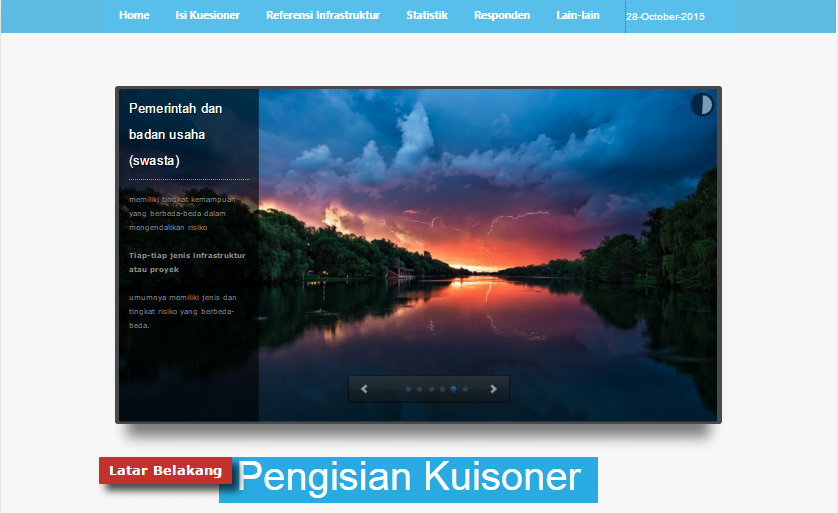 Home Isi Kuesioner Referensi Infrastruktur Statistik Responden Lain-lain 28-October-2015
Pemerintah dan
badan usaha
(swasta)
memiliki tingkat kemampuan
yang berbeda-beda dalam
mengendalikan risiko
Tiap-tiap jenis infrastruktur
atau proyek
umumnya memiliki jenis dan
tingkat risiko yang berbeda-
beda.
Latar Belakang
Pengisian Kuisoner